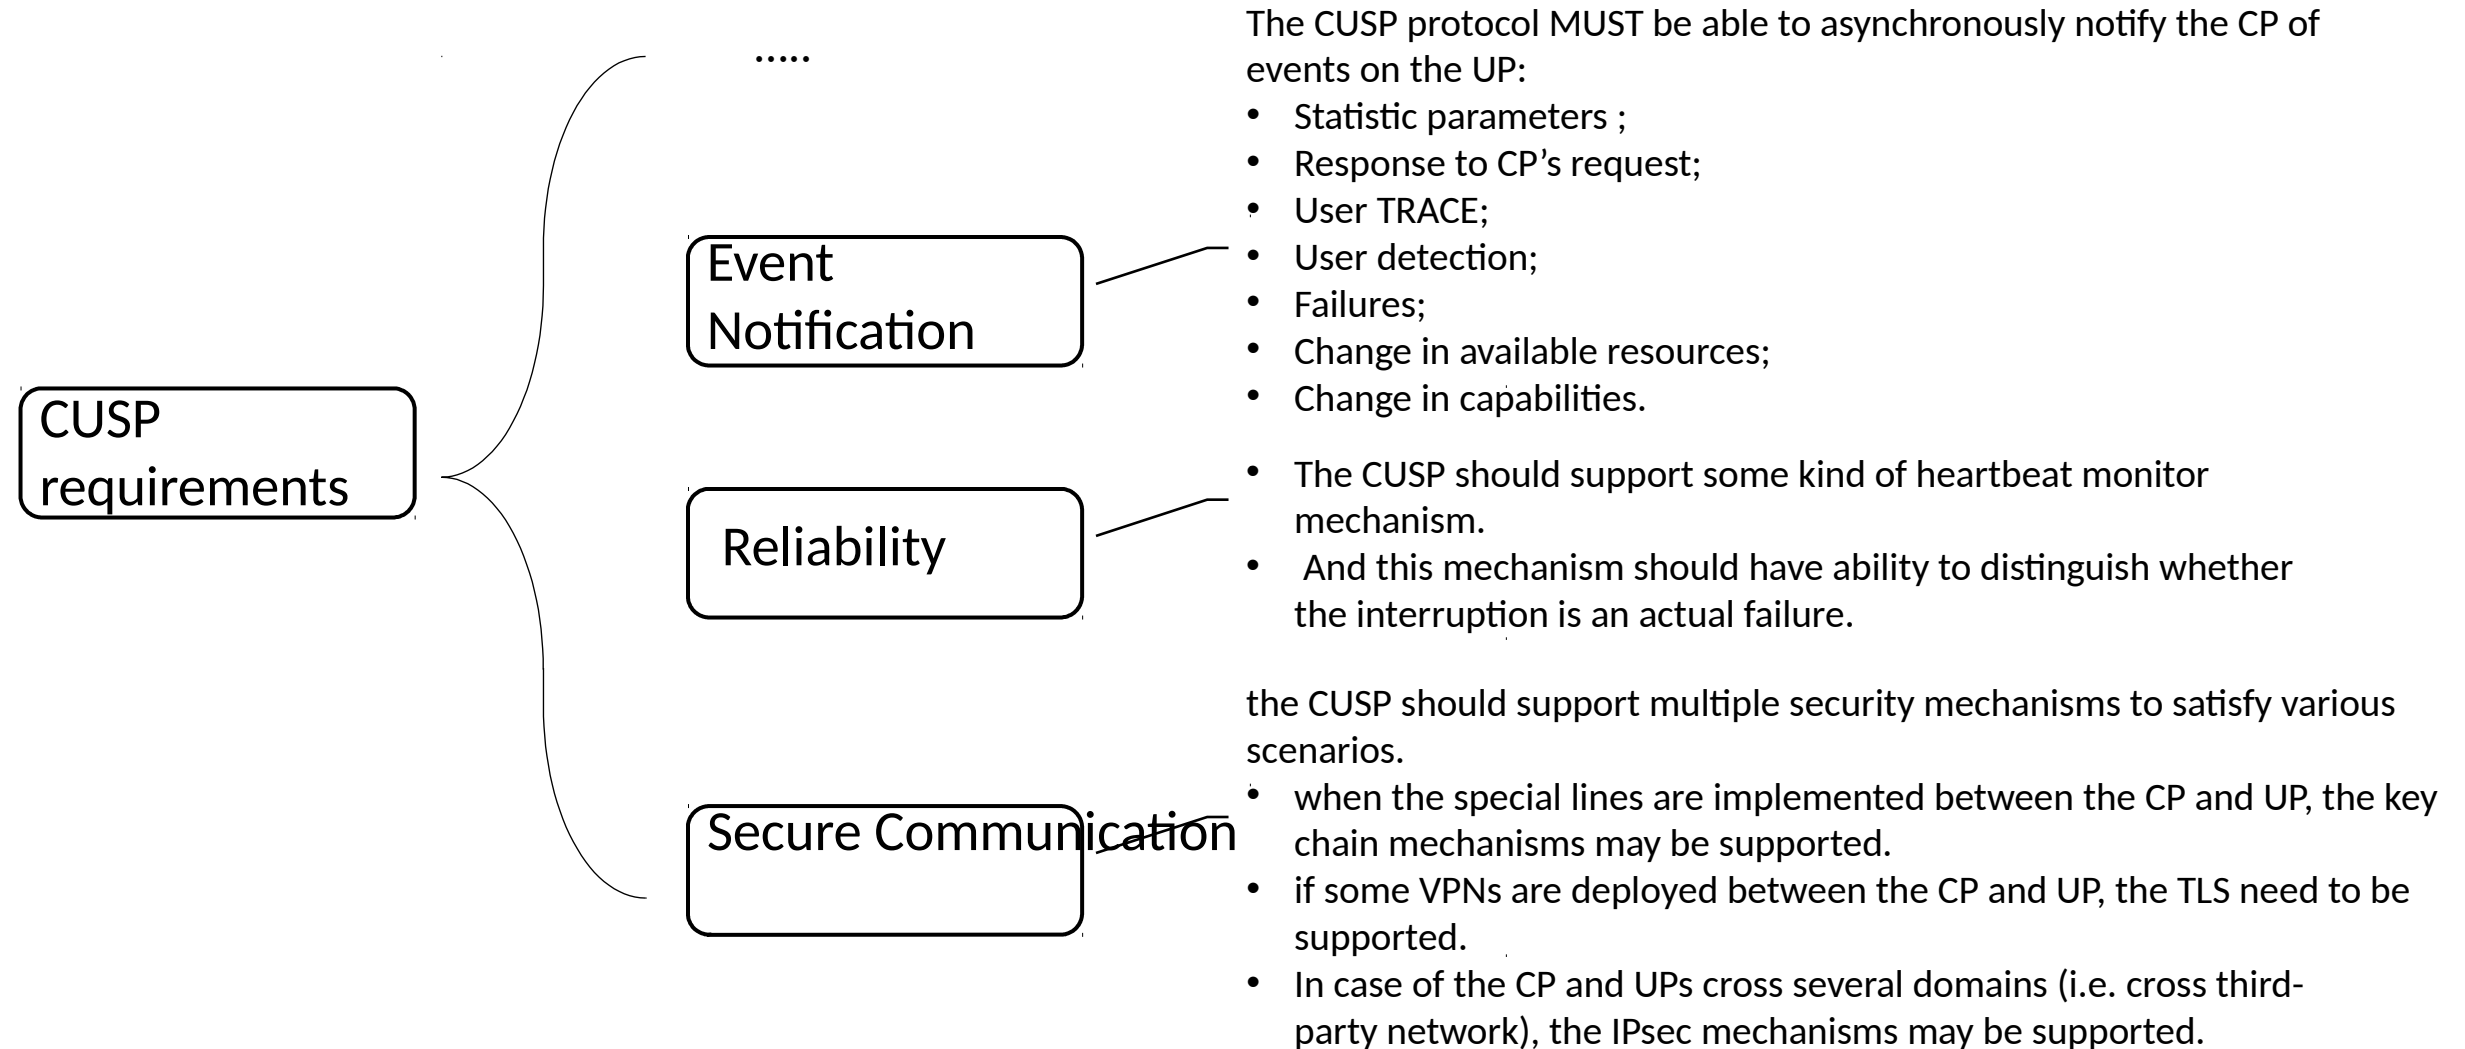 .....
The CUSP protocol MUST be able to asynchronously notify the CP of
events on the UP:
• Statistic parameters ;
• Response to CP’s request;
• User TRACE;
• User detection;
• Failures;
• Change in available resources;
• Change in capabilities.
Event
Notification
CUSP
requirements
• The CUSP should support some kind of heartbeat monitor
mechanism.
• And this mechanism should have ability to distinguish whether
the interruption is an actual failure.
Reliability
the CUSP should support multiple security mechanisms to satisfy various
scenarios.
• when the special lines are implemented between the CP and UP, the key
chain mechanisms may be supported.
• if some VPNs are deployed between the CP and UP, the TLS need to be
supported.
• In case of the CP and UPs cross several domains (i.e. cross third-
party network), the IPsec mechanisms may be supported.
Secure Communication